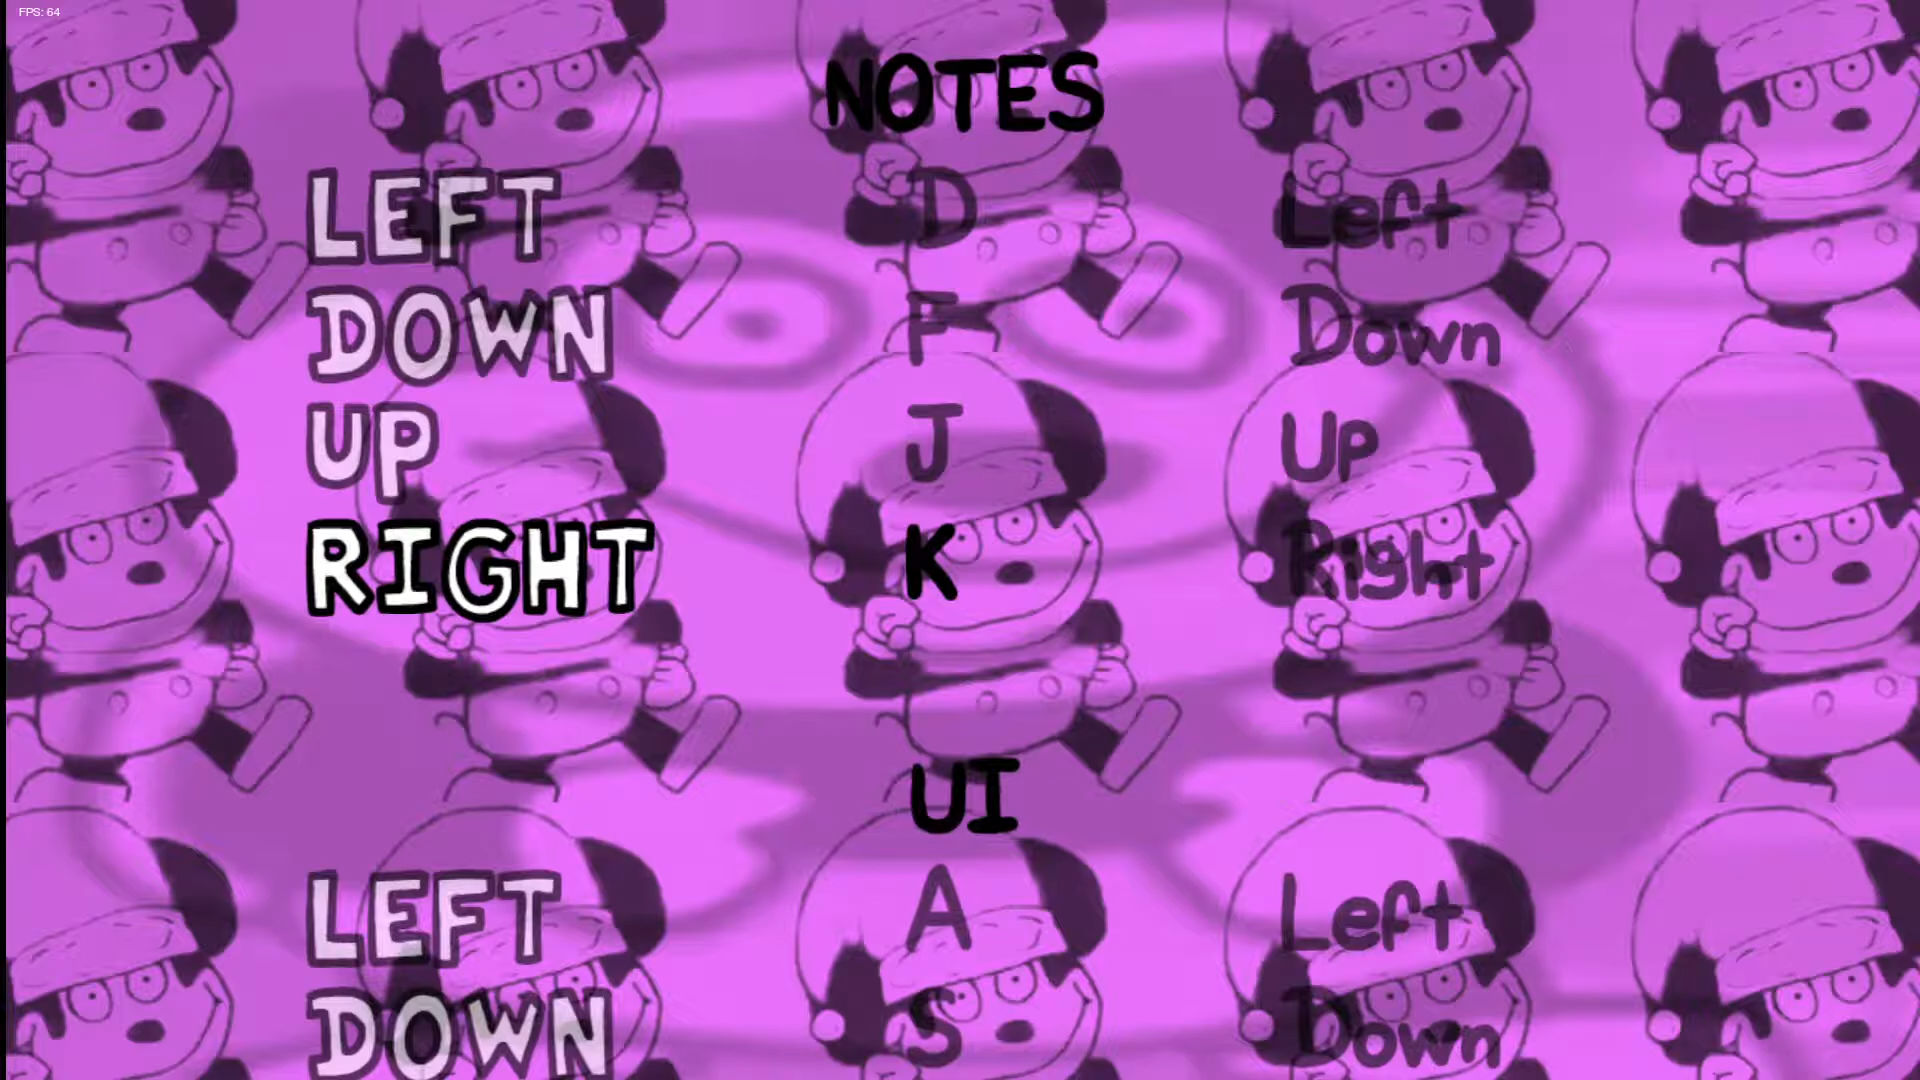 FPS: 64
NOTES
LEFT D Left
DOWN F Down
UP J Up
RIGHT K Right
UI
LEFT A Left
DOWN S Down